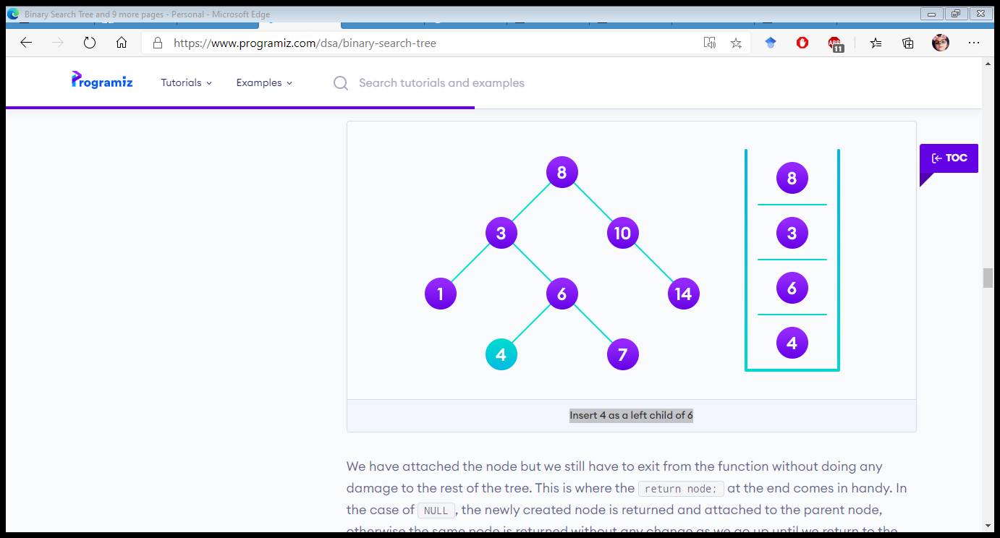 Binary Search Tree and 9 more pages - Personal - Microsoft Edge
https://www.programiz.com/dsa/binary-search-tree
ABP
11
Programiz
Tutorials
Examples
Search tutorials and examples
TOC
8
3
10
1
6
14
4
7
8
3
6
4
Insert 4 as a left child of 6
We have attached the node but we still have to exit from the function without doing any
damage to the rest of the tree. This is where the return node; at the end comes in handy. In
the case of NULL, the newly created node is returned and attached to the parent node,
otherwise the same node is returned without any change as we go up until we return to the